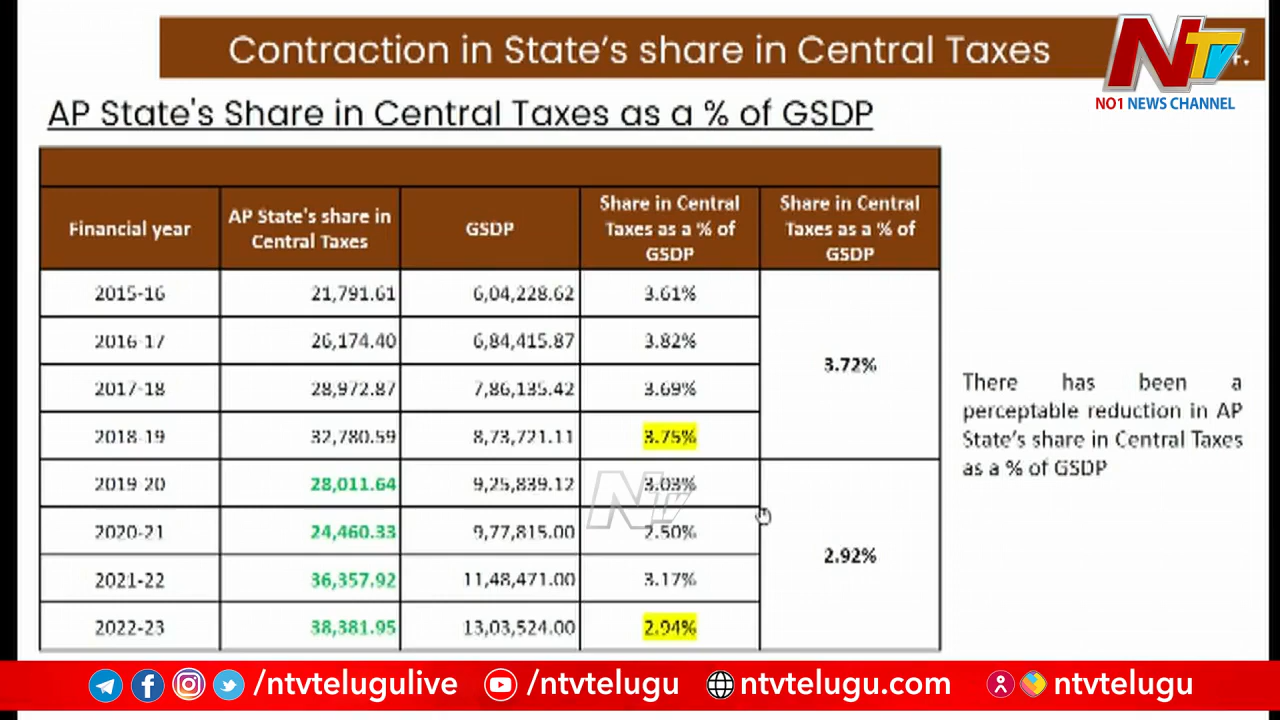 Contraction in State's share in Central Taxes
NTV
NO1 NEWS CHANNEL
AP State's Share in Central Taxes as a % of GSDP
Financial year AP State's share in Central Taxes GSDP Share in Central Taxes as a % of GSDP Share in Central Taxes as a % of GSDP
2015-16 21,791.61 6,04,228.62 3.61%
2016-17 26,174.40 6,84,415.87 3.82%
3.72%
2017-18 28,972.87 7,86,135.42 3.69%
2018-19 32,780.59 8,73,721.11 3.75%
2019-20 28,011.64 9,25,839.12 3.03%
2020-21 24,460.33 9,77,815.00 2.50%
2.92%
2021-22 36,357.92 11,48,471.00 3.17%
2022-23 38,381.95 13,03,524.00 2.94%
There has been a
perceptable reduction in AP
State's share in Central Taxes
as a % of GSDP
NTV
/ntvtelugulive /ntvtelugu ntvtelugu.com ntvtelugu